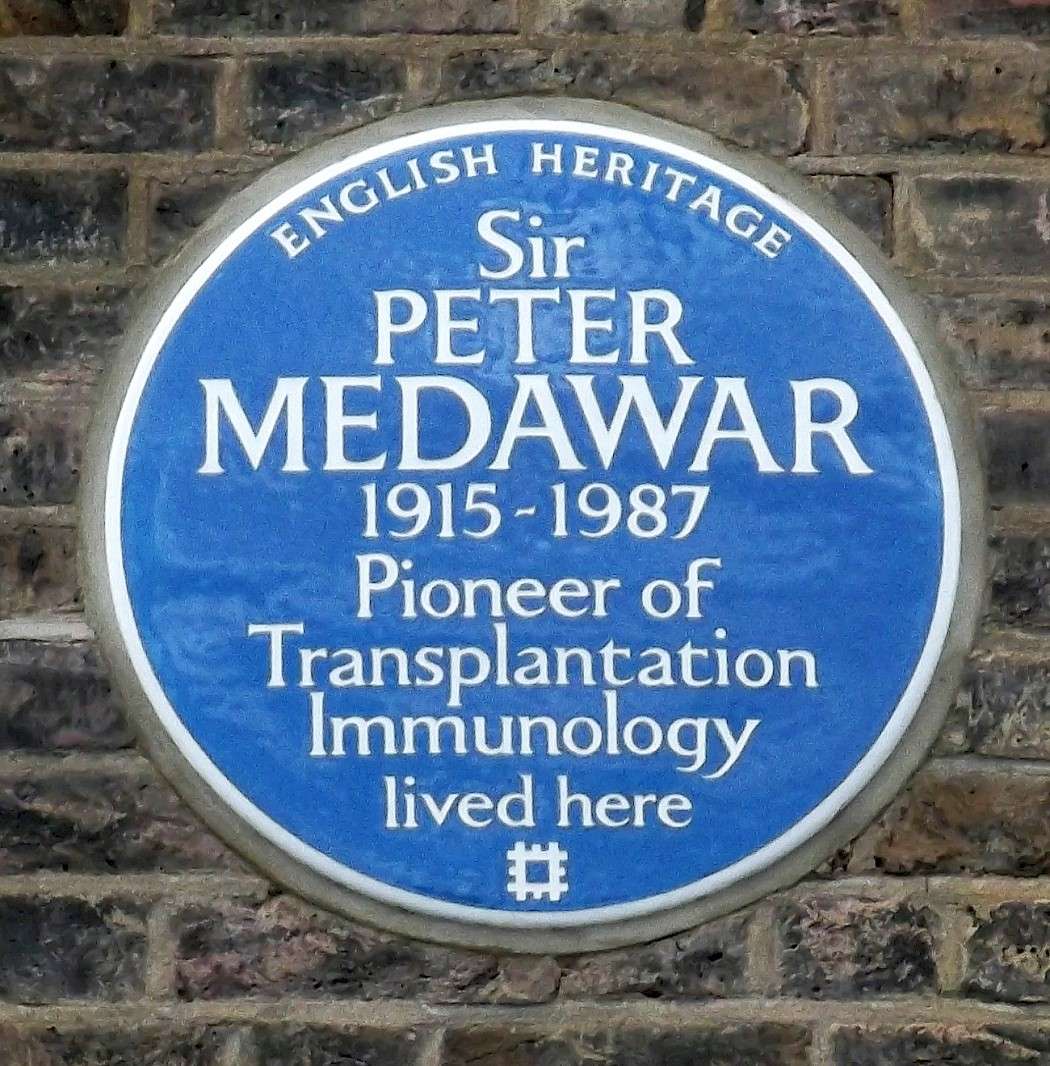 ENGLISH HERITAGE
Sir
PETER
MEDAWAR
1915-1987
Pioneer of
Transplantation
Immunology
lived here